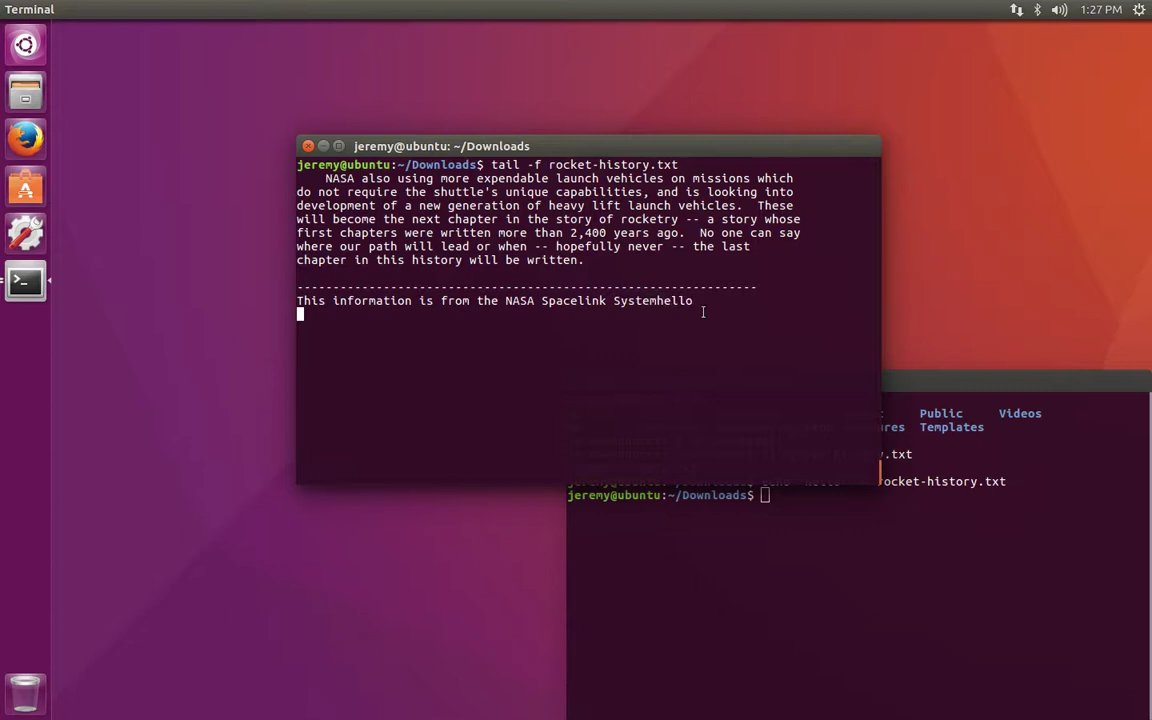 Terminal
1:27 PM
jeremy@ubuntu: ~/Downloads
jeremy@ubuntu:~/Downloads$ tail -f rocket-history.txt
    NASA also using more expendable launch vehicles on missions which
do not require the shuttle's unique capabilities, and is looking into
development of a new generation of heavy lift launch vehicles.  These
will become the next chapter in the story of rocketry -- a story whose
first chapters were written more than 2,400 years ago.  No one can say
where our path will lead or when -- hopefully never -- the last
chapter in this history will be written.
---------------------------------------------------------------
This information is from the NASA Spacelink Systemhello
Public Videos
Templates
.txt
rocket-history.txt
jeremy@ubuntu:~/Downloads$